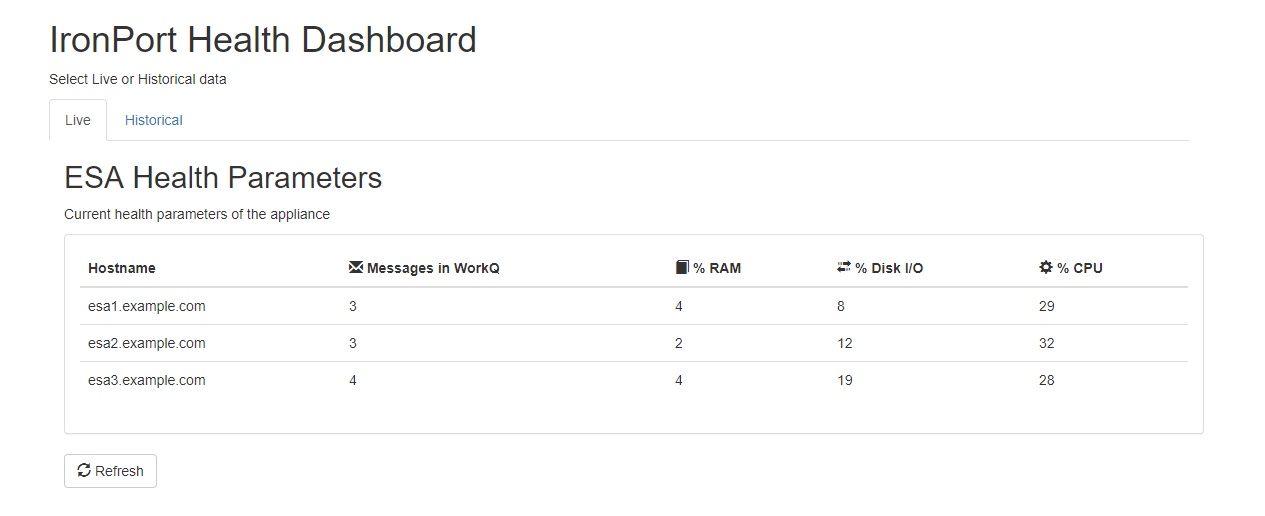 IronPort Health Dashboard
Select Live or Historical data
Live Historical
ESA Health Parameters
Current health parameters of the appliance
Hostname Messages in WorkQ % RAM % Disk I/O % CPU
esa1.example.com 3 4 8 29
esa2.example.com 3 2 12 32
esa3.example.com 4 4 19 28
Refresh